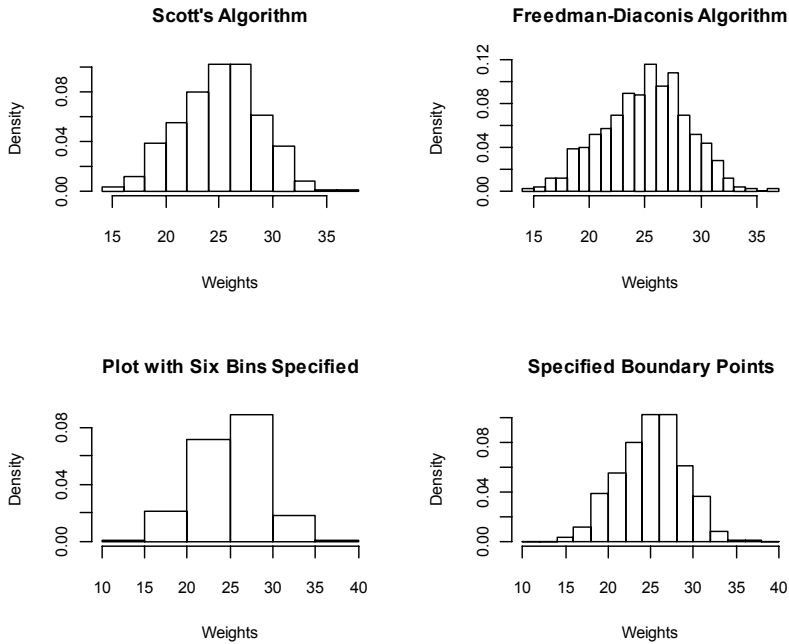 Scott's Algorithm
Density
0.00
0.04
0.08
15 20 25 30 35
Weights
Freedman-Diaconis Algorithm
Density
0.00
0.04
0.08
0.12
15 20 25 30 35
Weights
Plot with Six Bins Specified
Density
0.00
0.04
0.08
10 15 20 25 30 35 40
Weights
Specified Boundary Points
Density
0.00
0.04
0.08
10 15 20 25 30 35 40
Weights